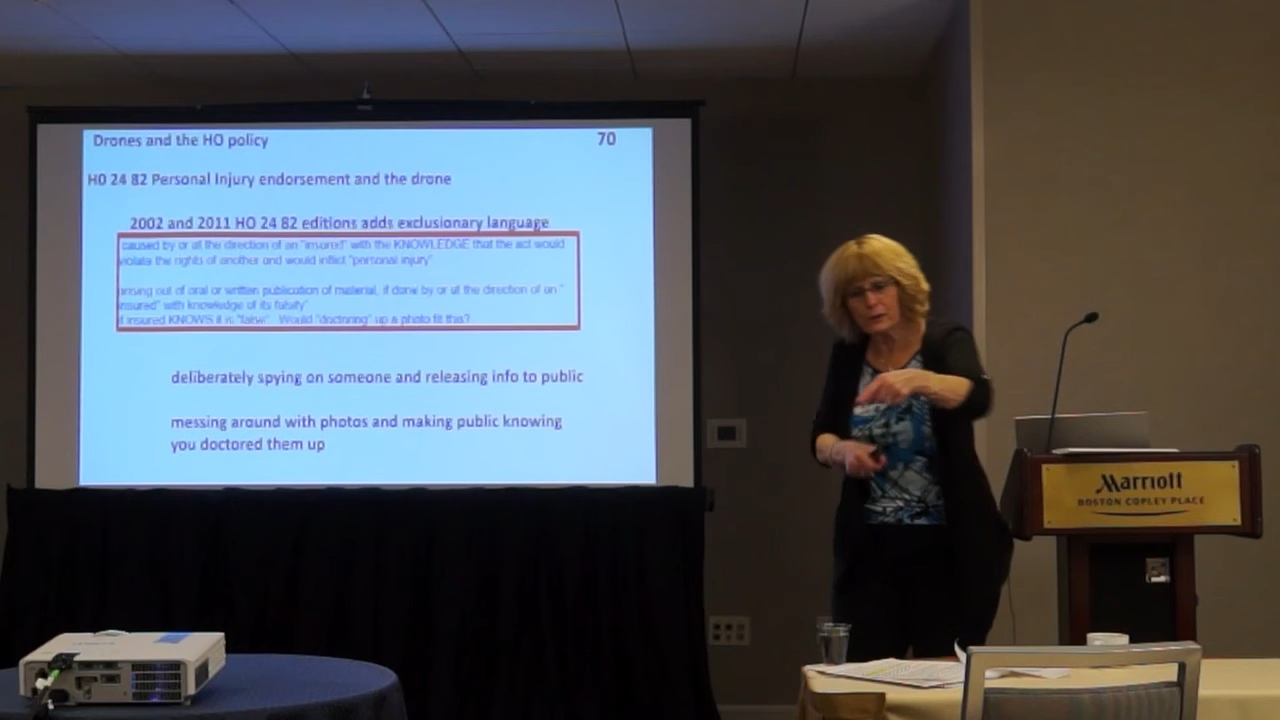 Drones and the HO policy
70
HO 24 82 Personal Injury endorsement and the drone
2002 and 2011 HO 24 82 editions adds exclusionary language
caused by or at the direction of an "insured" with the KNOWLEDGE that the act would
violate the rights of another and would inflict "personal injury"
arising out of oral or written publication of material, if done by or at the direction of an "
insured" with knowledge of its falsity"
if insured KNOWS it is "false". Would "doctoring" up a photo fit this?
deliberately spying on someone and releasing info to public
messing around with photos and making public knowing
you doctored them up
Marriott
BOSTON COPLEY PLACE